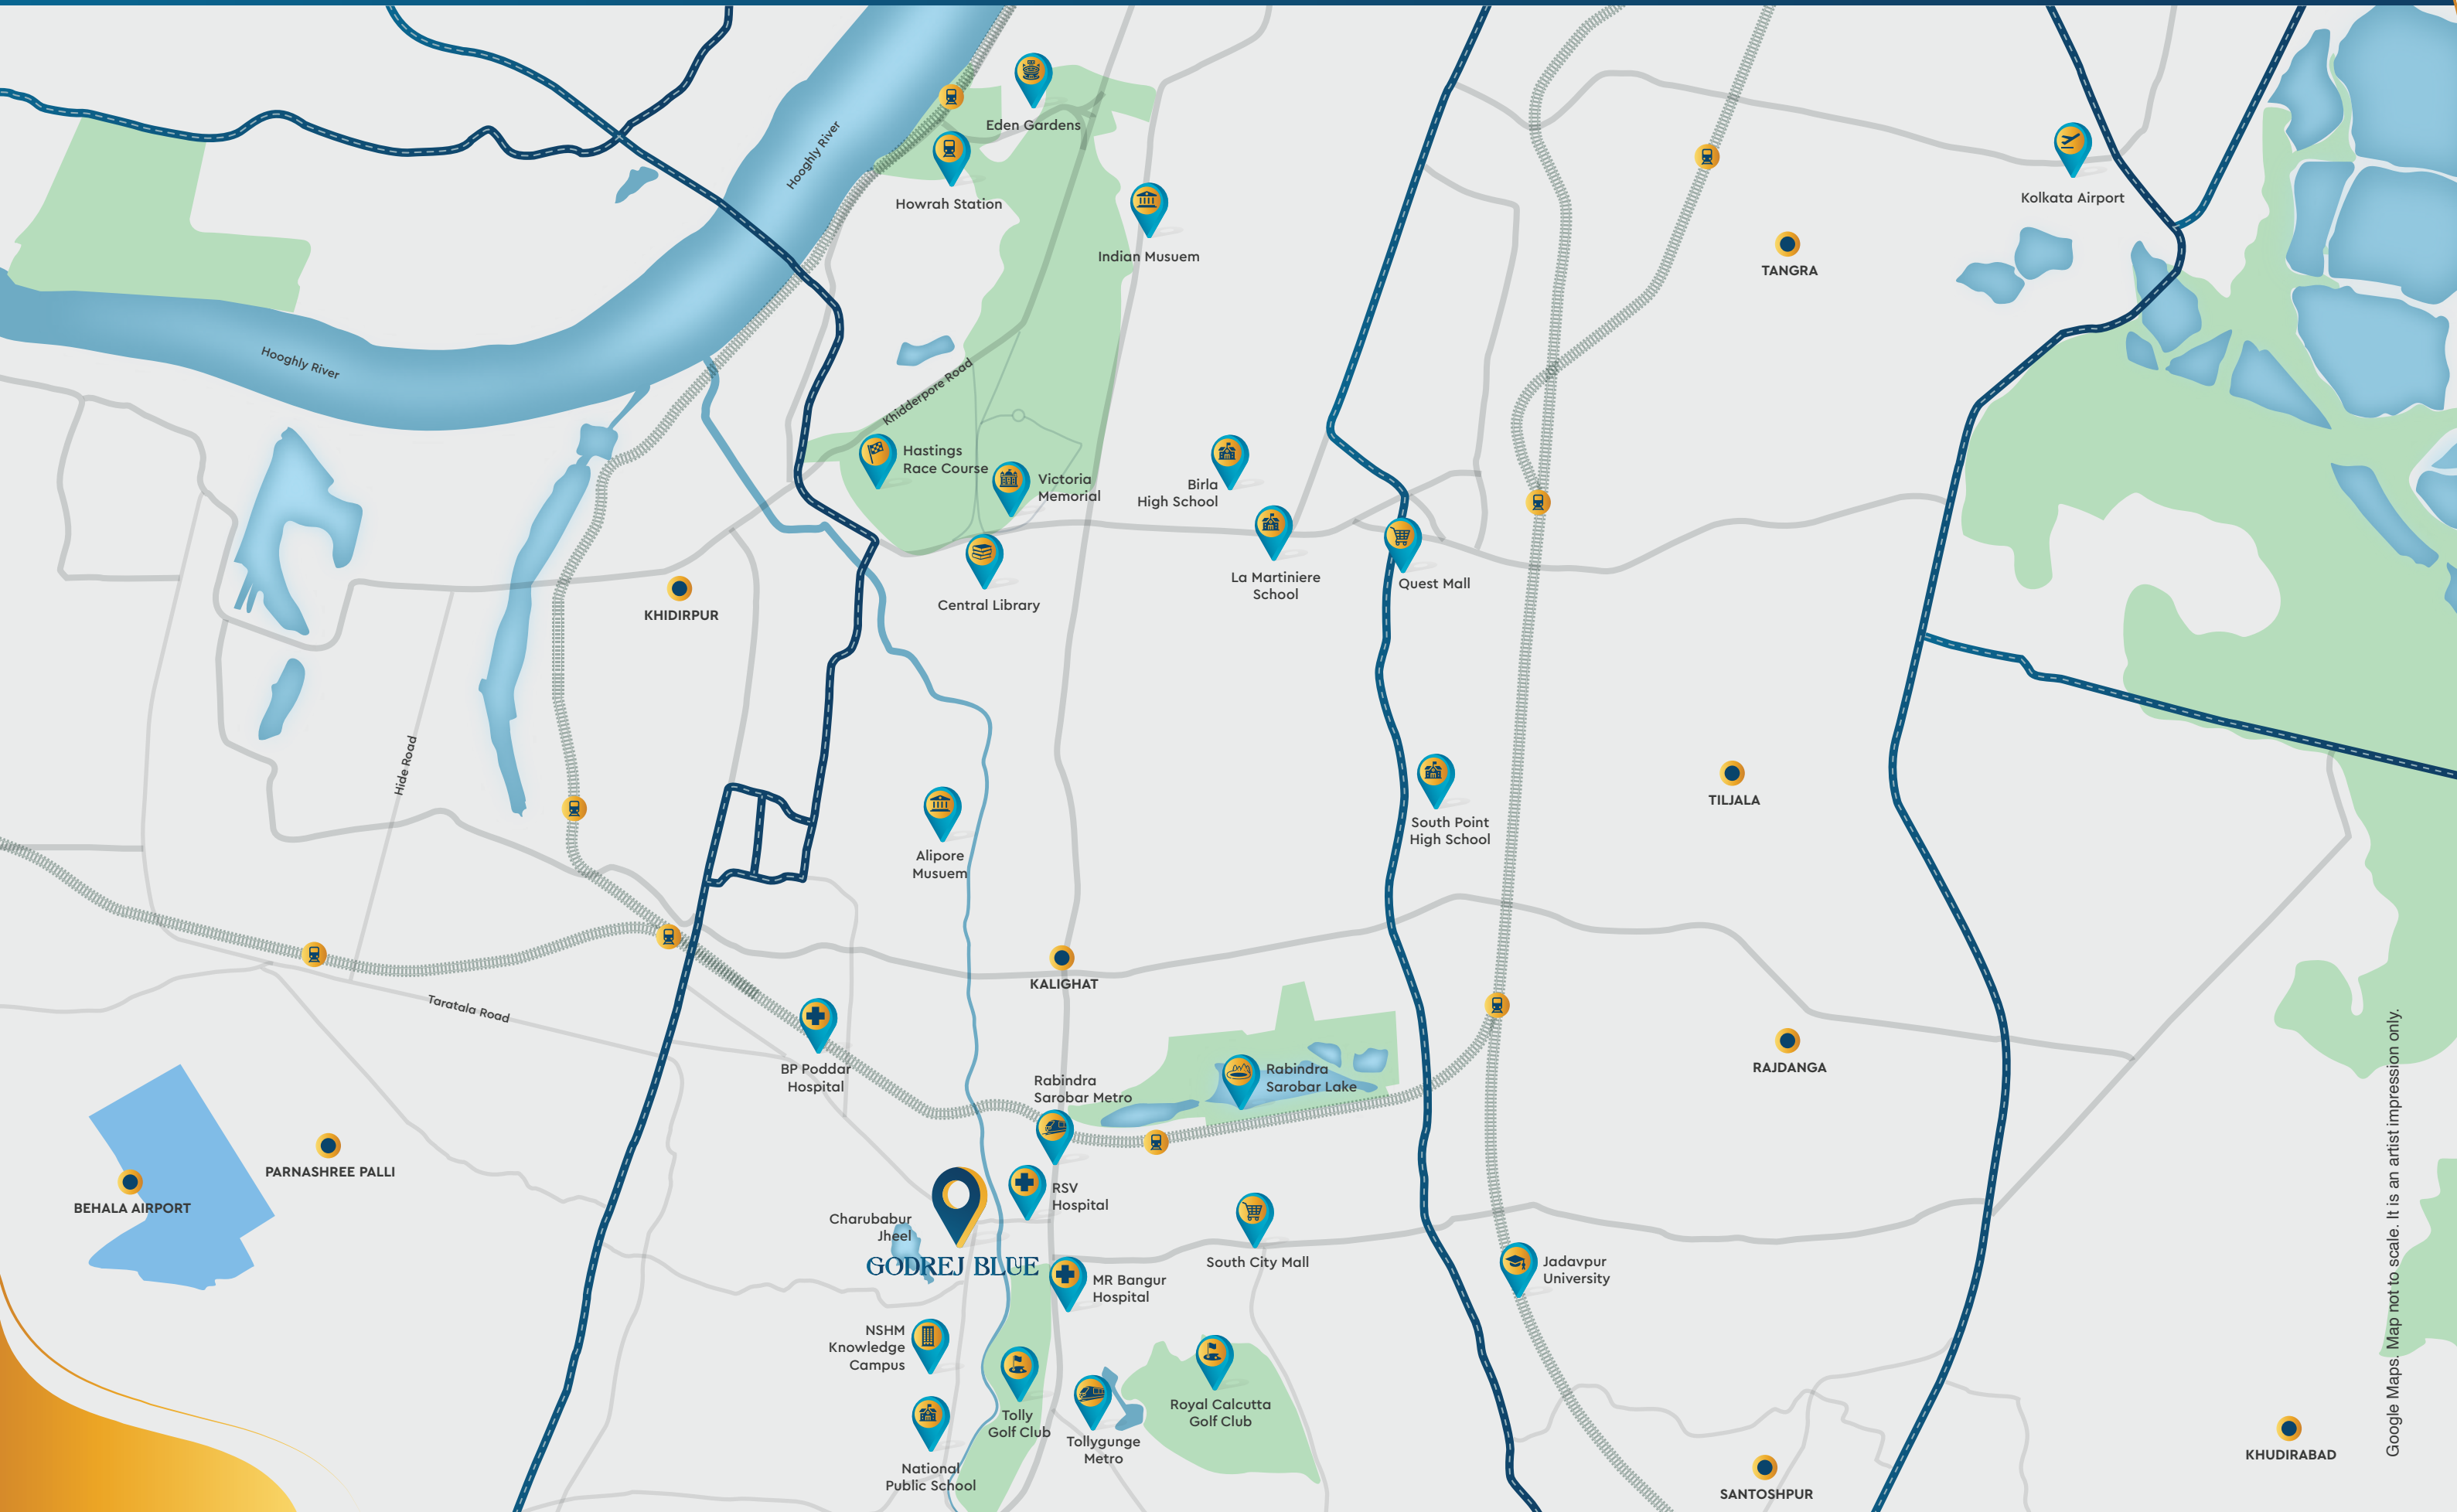 Eden Gardens
Hooghly River
Howrah Station
Kolkata Airport
Indian Musuem
TANGRA
Hooghly River
Khidderpore Road
Hastings
Race Course
Victoria
Memorial
Birla
High School
La Martiniere
School
Quest Mall
Central Library
KHIDIRPUR
Hide Road
South Point
High School
TILJALA
Alipore
Musuem
KALIGHAT
Taratala Road
BP Poddar
Hospital
Rabindra
Sarobar Metro
Rabindra
Sarobar Lake
RAJDANGA
PARNASHREE PALLI
BEHALA AIRPORT
RSV
Hospital
Charubabur
Jheel
GODREJ BLUE
South City Mall
Jadavpur
University
MR Bangur
Hospital
NSHM
Knowledge
Campus
Tolly
Golf Club
Royal Calcutta
Golf Club
Tollygunge
Metro
National
Public School
SANTOSHPUR
KHUDIRABAD
Google Maps. Map not to scale. It is an artist impression only.